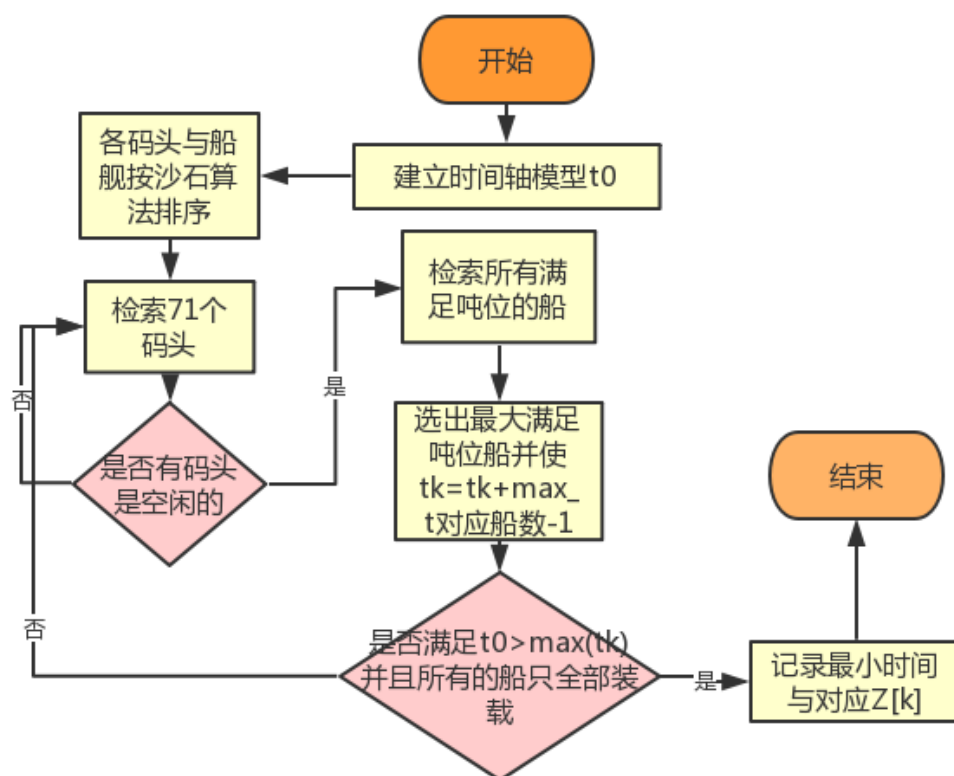 开始
建立时间轴模型t0
各码头与船
舰按沙石算
法排序
检索71个
码头
是否有码头
是空闲的
否
是
检索所有满
足吨位的船
选出最大满足
吨位船并使
tk=tk+max_
t对应船数-1
是否满足t0>max(tk)
并且所有的船只全部装
载
否
是
记录最小时间
与对应Z[k]
结束